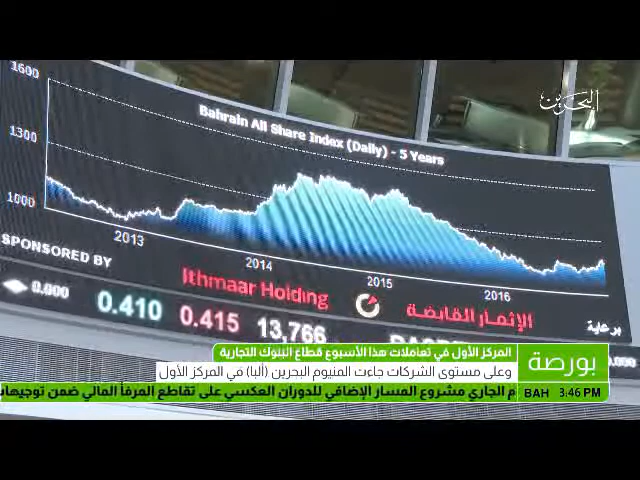 1600
البحرين
Bahrain All Share Index (Daily) - 5 Years
1300
1000
2013
2014
2015
2016
SPONSORED BY
Ithmaar Holding
الإثمار القابضة
برعاية
0.000
0.410
0.415
13,766
المركز الأول في تعاملات هذا الأسبوع قطاع البنوك التجارية
وعلى مستوى الشركات جاءت المنيوم البحرين (ألبا) في المركز الأول
بورصة
م الجاري مشروع المسار الإضافي للدوران العكسي على تقاطع المرفأ المالي ضمن توجيهات
BAH 3:46 PM